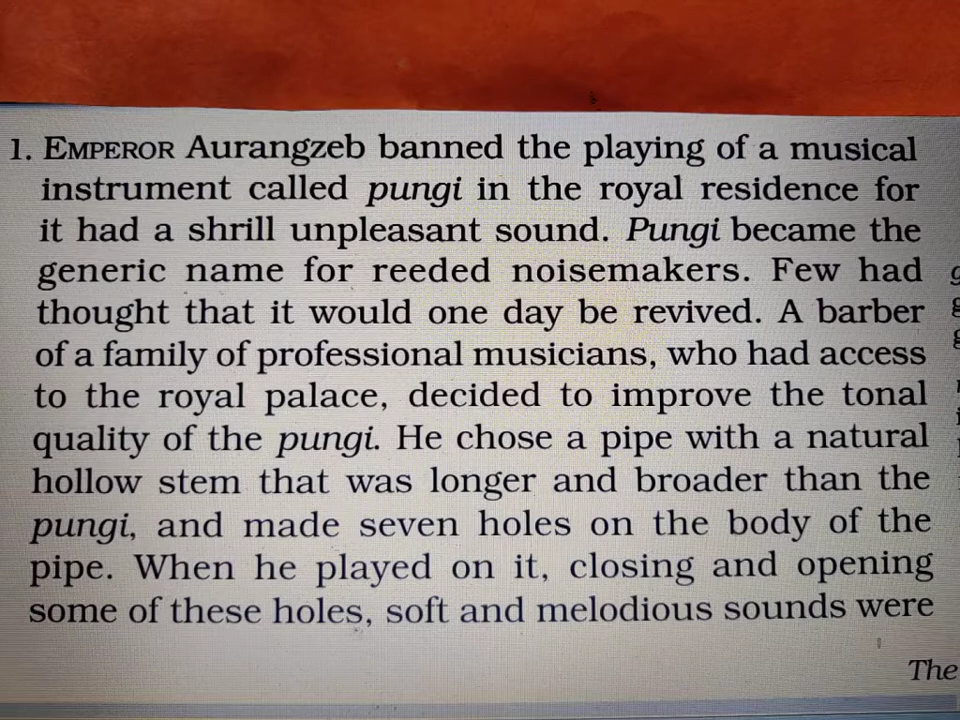 1. EMPEROR Aurangzeb banned the playing of a musical
instrument called pungi in the royal residence for
it had a shrill unpleasant sound. Pungi became the
generic name for reeded noisemakers. Few had
thought that it would one day be revived. A barber
of a family of professional musicians, who had access
to the royal palace, decided to improve the tonal
quality of the pungi. He chose a pipe with a natural
hollow stem that was longer and broader than the
pungi, and made seven holes on the body of the
pipe. When he played on it, closing and opening
some of these holes, soft and melodious sounds were
The